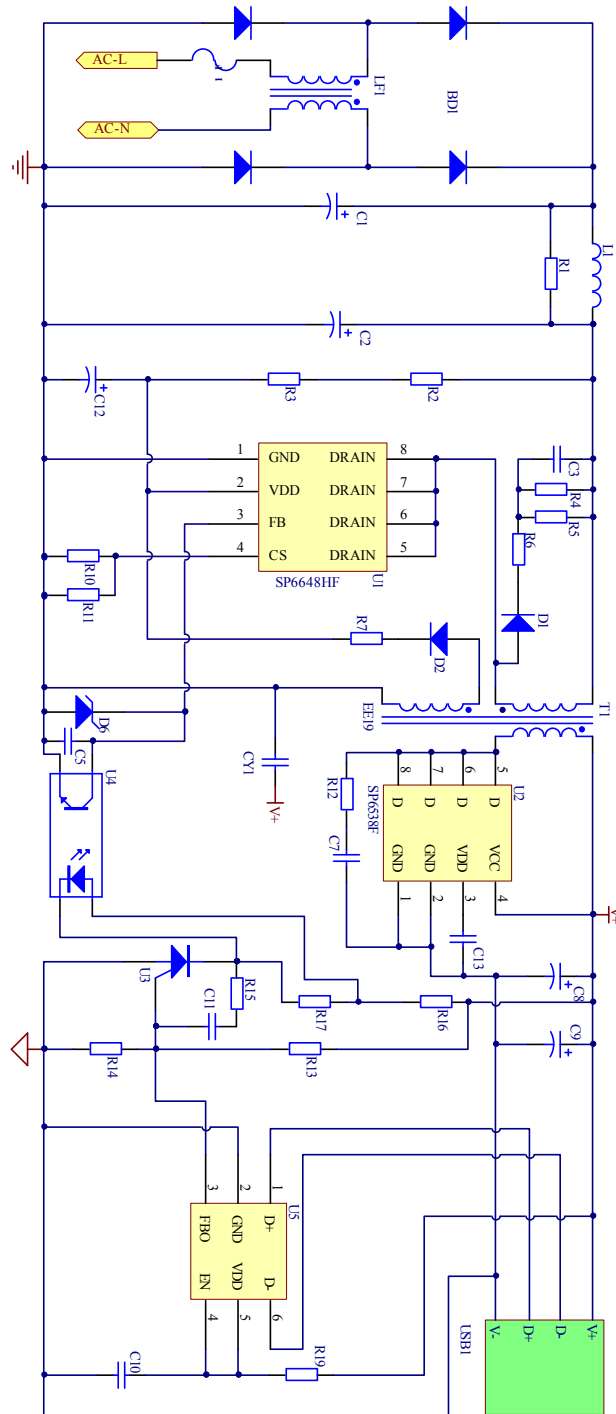 AC-L
AC-N
LF1
BD1
C1
L1
R1
C2
C12
R3
R2
1
2
3
4
GND
VDD
FB
CS
DRAIN
DRAIN
DRAIN
DRAIN
8
7
6
5
U1
SP6648HF
C3
R4
R5
R6
D1
R10
R11
R7
D2
T1
EE19
D6
C5
U4
CY1
V+
R12
C7
U2
SP6538F
8
7
6
5
D
D
D
D
GND
GND
VDD
VCC
1
2
3
4
V+
C13
C8
C9
U3
R15
C11
R17
R16
R14
R13
U5
3
2
1
FBO
GND
D+
EN
VDD
D-
4
5
6
C10
R19
USB1
V-
D+
D-
V+